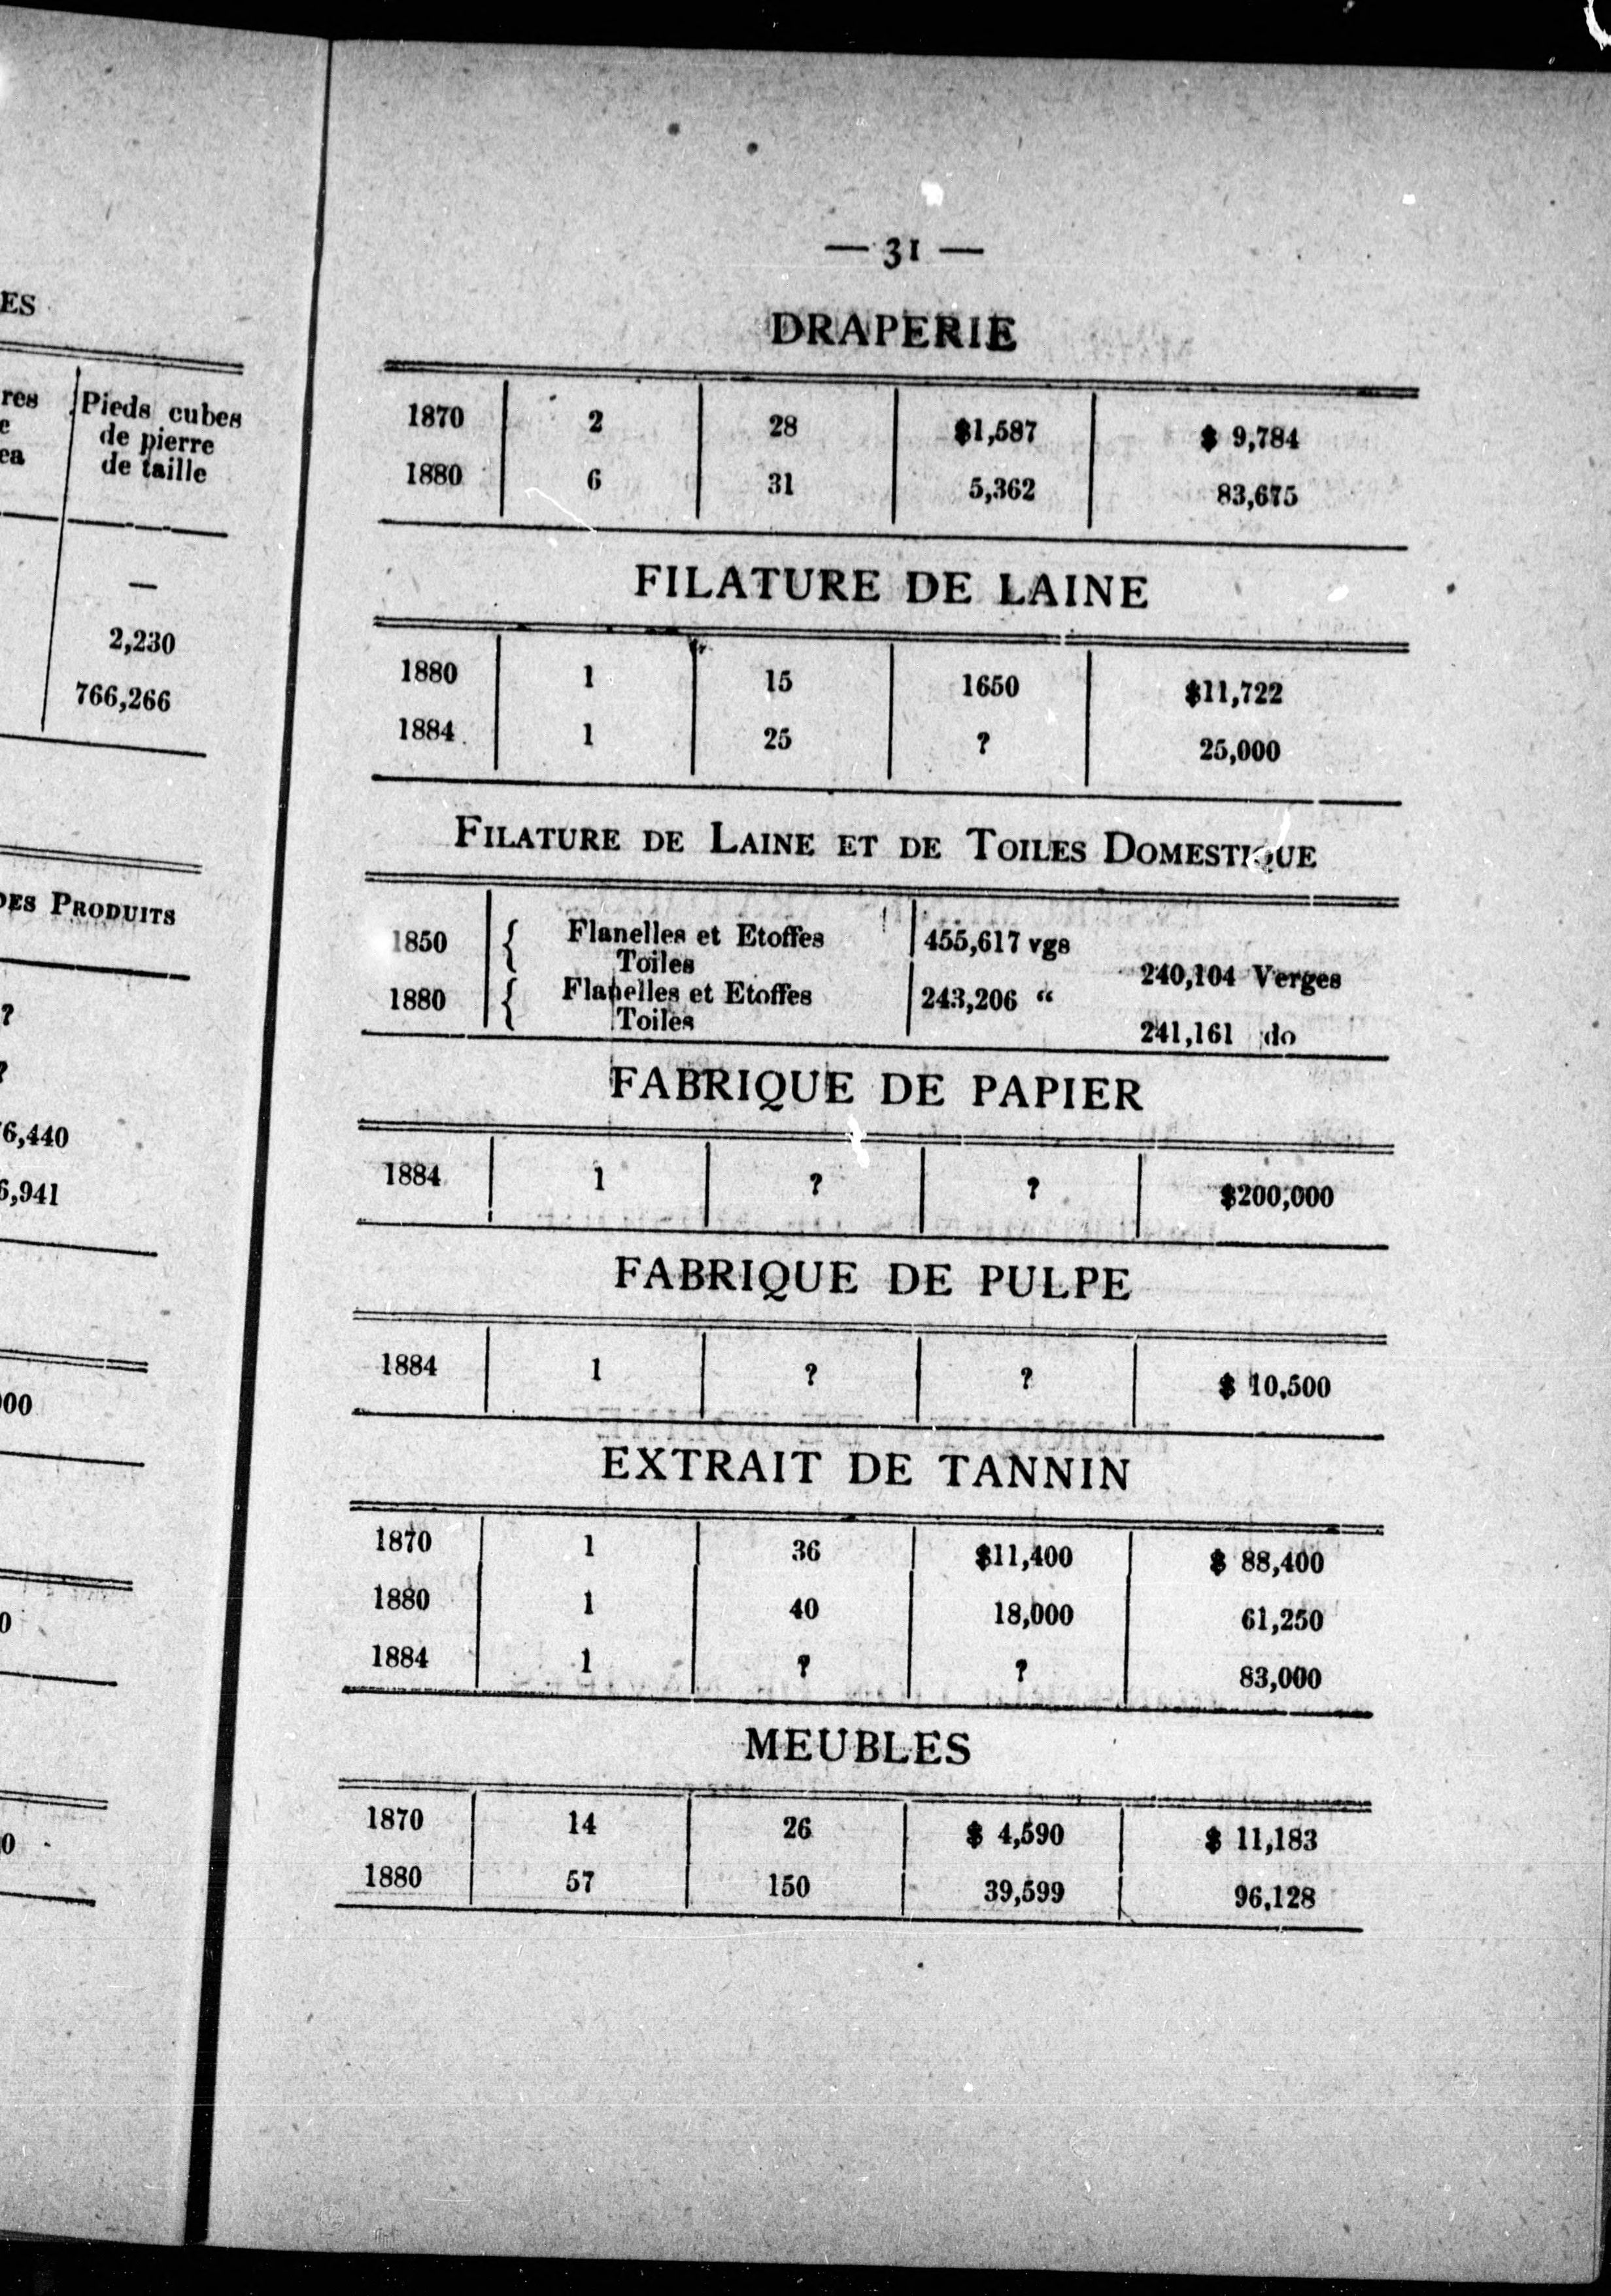 ES
res
e
ea
Pieds cubes
de pierre
de taille
—
2,230
766,266
DES PRODUITS
?
?
6,440
6,941
00
0
0
— 31 —
DRAPERIE
1870 2 28 $1,587 $ 9,784
1880 6 31 5,362 83,675
FILATURE DE LAINE
1880 1 15 1650 $11,722
1884 1 25 ? 25,000
FILATURE DE LAINE ET DE TOILES DOMESTIQUE
1850 { Flanelles et Etoffes 455,617 vgs
Toiles 240,104 Verges
1880 { Flanelles et Etoffes 243,206 “
Toiles 241,161 do
FABRIQUE DE PAPIER
1884 1 ? ? $200,000
FABRIQUE DE PULPE
1884 1 ? ? $ 10,500
EXTRAIT DE TANNIN
1870 1 36 $11,400 $ 88,400
1880 1 40 18,000 61,250
1884 1 ? ? 83,000
MEUBLES
1870 14 26 $ 4,590 $ 11,183
1880 57 150 39,599 96,128